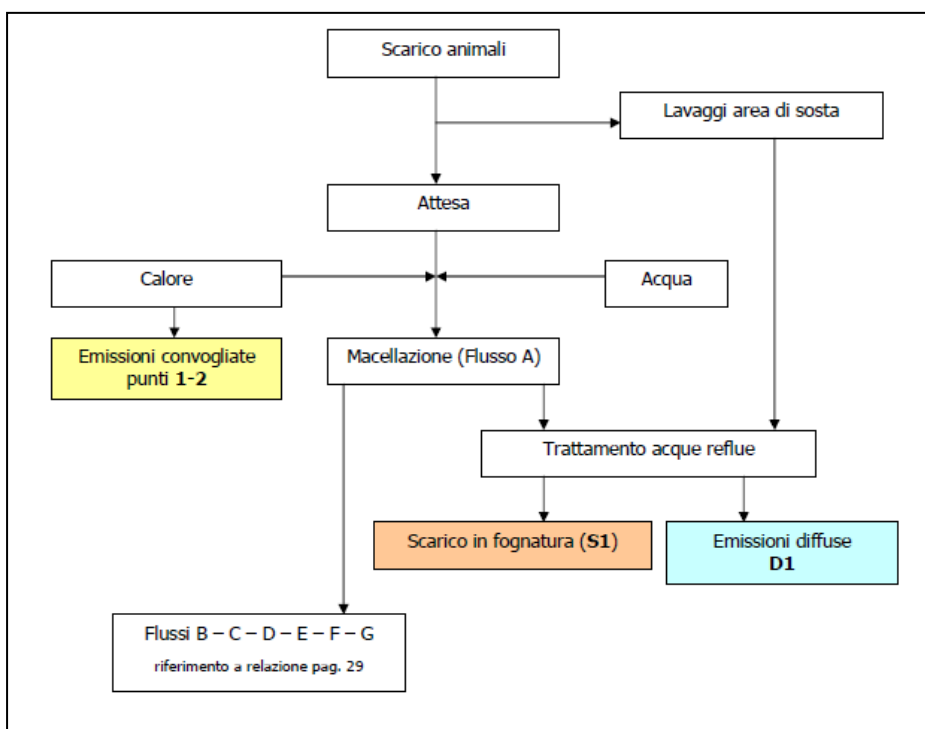 Scarico animali
Lavaggi area di sosta
Attesa
Calore
Acqua
Emissioni convogliate
punti 1-2
Macellazione (Flusso A)
Trattamento acque reflue
Scarico in fognatura (S1)
Emissioni diffuse
D1
Flussi B – C – D – E – F – G
riferimento a relazione pag. 29